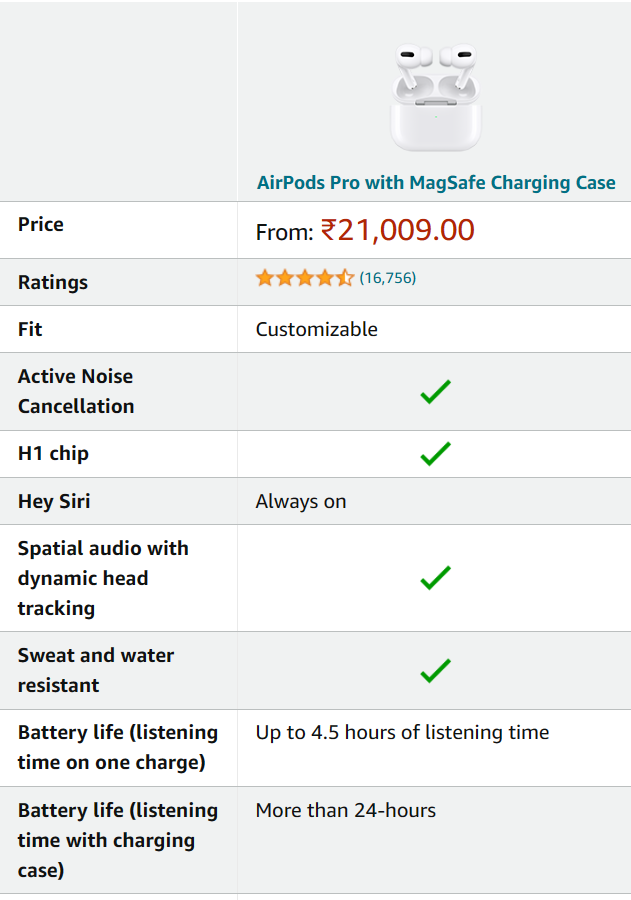 AirPods Pro with MagSafe Charging Case
Price
From: ₹21,009.00
Ratings
(16,756)
Fit
Customizable
Active Noise
Cancellation
H1 chip
Hey Siri
Always on
Spatial audio with
dynamic head
tracking
Sweat and water
resistant
Battery life (listening
time on one charge)
Up to 4.5 hours of listening time
Battery life (listening
time with charging
case)
More than 24-hours